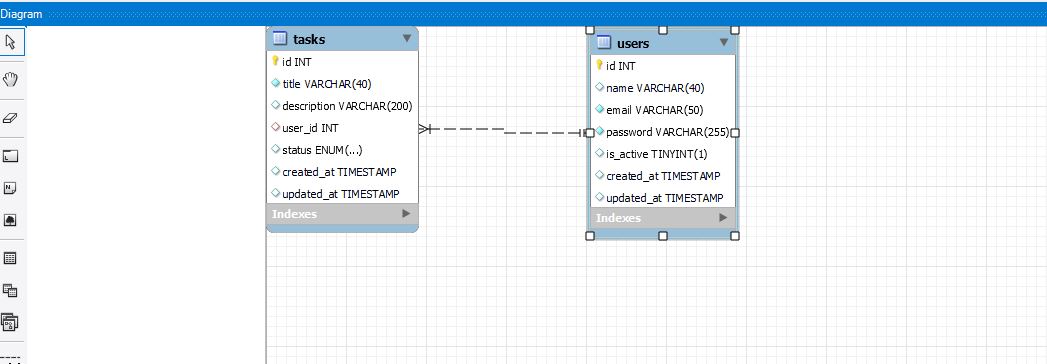 Diagram
tasks
id INT
title VARCHAR(40)
description VARCHAR(200)
user_id INT
status ENUM(...)
created_at TIMESTAMP
updated_at TIMESTAMP
Indexes
users
id INT
name VARCHAR(40)
email VARCHAR(50)
password VARCHAR(255)
is_active TINYINT(1)
created_at TIMESTAMP
updated_at TIMESTAMP
Indexes